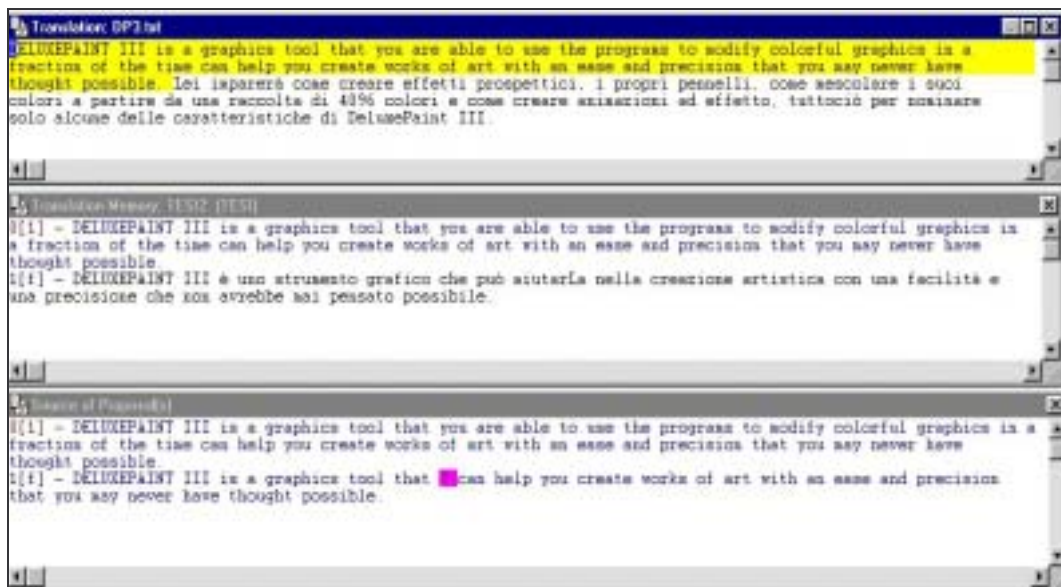 Translation: DP3.txt
DELUXEPAINT III is a graphics tool that you are able to use the programs to modify colorful graphics in a
fraction of the time can help you create works of art with an ease and precision that you may never have
thought possible. Lei imparerà come creare effetti prospettici, i propri pennelli, come mescolare i suoi
colori a partire da una raccolta di 4096 colori e come creare animazioni ad effetto, tuttociò per nominare
solo alcune delle caratteristiche di DeluxePaint III.
Translation Memory: TESI2 (TESI)
0[i] - DELUXEPAINT III is a graphics tool that you are able to use the programs to modify colorful graphics in
a fraction of the time can help you create works of art with an ease and precision that you may never have
thought possible.
1[f] - DELUXEPAINT III è uno strumento grafico che può aiutarLa nella creazione artistica con una facilità e
una precisione che non avrebbe mai pensato possibile.
Source of Proposal(s)
0[i] - DELUXEPAINT III is a graphics tool that you are able to use the programs to modify colorful graphics in a
fraction of the time can help you create works of art with an ease and precision that you may never have
thought possible.
1[f] - DELUXEPAINT III is a graphics tool that can help you create works of art with an ease and precision
that you may never have thought possible.